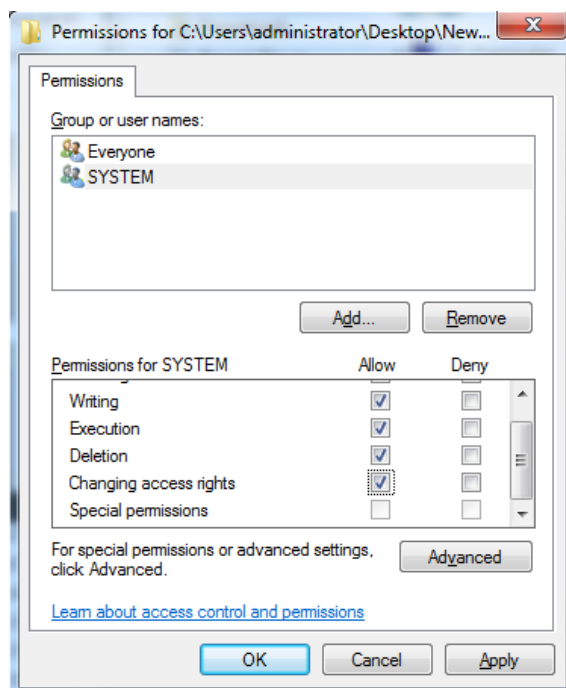 Permissions for C:\Users\administrator\Desktop\New...
Permissions
Group or user names:
Everyone
SYSTEM
Add... Remove
Permissions for SYSTEM Allow Deny
Writing
Execution
Deletion
Changing access rights
Special permissions
For special permissions or advanced settings, Advanced
click Advanced.
Learn about access control and permissions
OK Cancel Apply